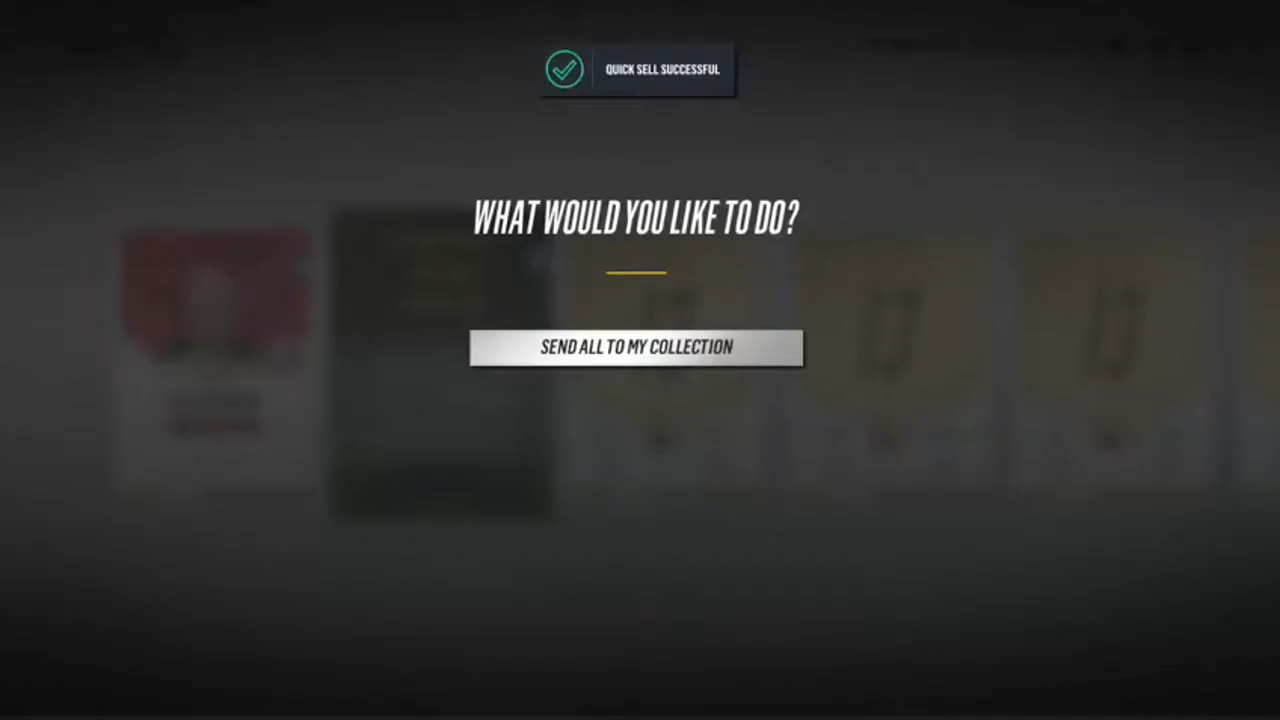 QUICK SELL SUCCESSFUL
WHAT WOULD YOU LIKE TO DO?
SEND ALL TO MY COLLECTION